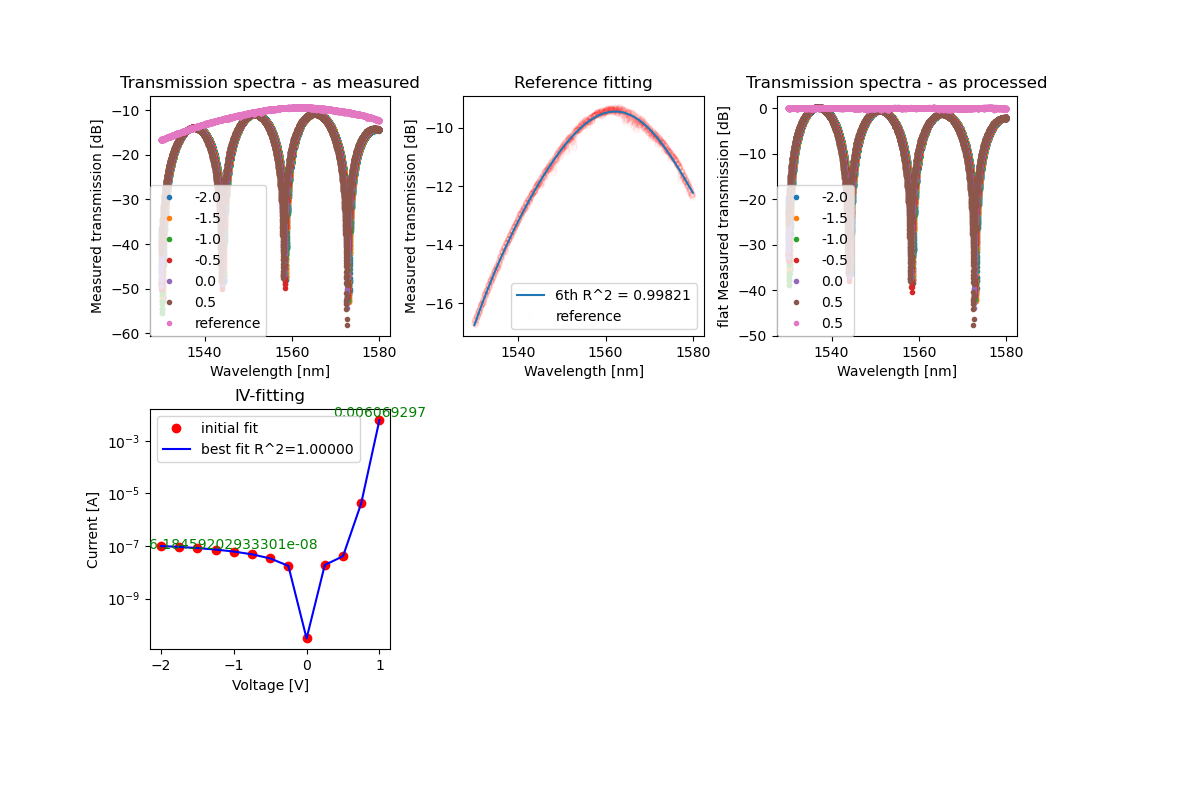 Transmission spectra - as measured
Measured transmission [dB]
−10
−20
−30
−40
−50
−60
-2.0
-1.5
-1.0
-0.5
0.0
0.5
reference
1540
1560
1580
Wavelength [nm]
Reference fitting
Measured transmission [dB]
−10
−12
−14
−16
6th R^2 = 0.99821
reference
1540
1560
1580
Wavelength [nm]
Transmission spectra - as processed
flat Measured transmission [dB]
0
−10
−20
−30
−40
−50
-2.0
-1.5
-1.0
-0.5
0.0
0.5
0.5
1540
1560
1580
Wavelength [nm]
IV-fitting
0.006069297
initial fit
best fit R^2=1.00000
Current [A]
10⁻³
10⁻⁵
10⁻⁷
10⁻⁹
-6.18459202933301e-08
−2
−1
0
1
Voltage [V]